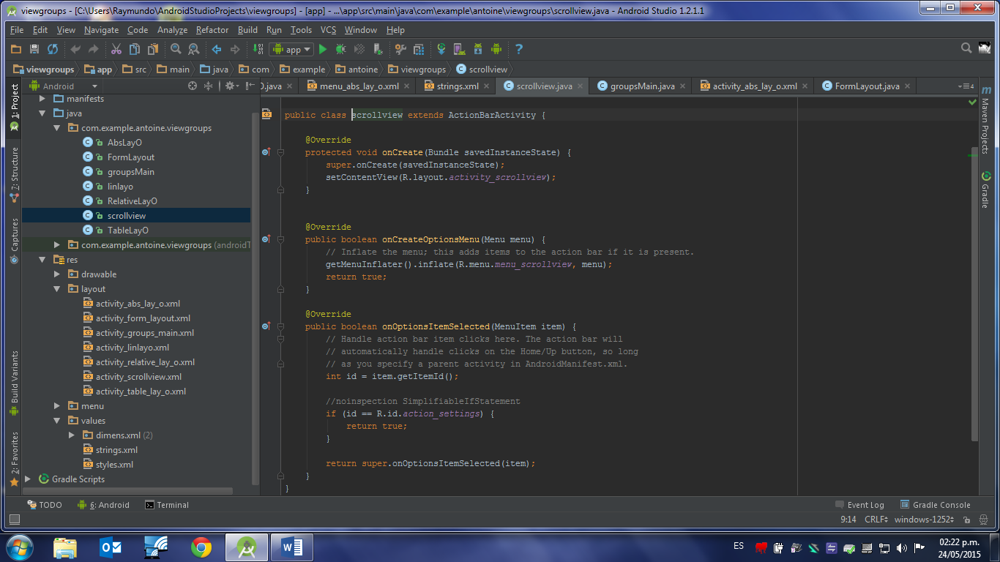 viewgroups - [C:\Users\Raymundo\AndroidStudioProjects\viewgroups] - [app] - ...\app\src\main\java\com\example\antoine\viewgroups\scrollview.java - Android Studio 1.2.1.1
File Edit View Navigate Code Analyze Refactor Build Run Tools VCS Window Help
app
viewgroups app src main java com example antoine viewgroups scrollview
Android
O.java menu_abs_lay_o.xml strings.xml scrollview.java groupsMain.java activity_abs_lay_o.xml FormLayout.java
4
1: Project
7: Structure
Captures
Build Variants
2: Favorites
manifests
java
com.example.antoine.viewgroups
AbsLayO
FormLayout
groupsMain
linlayo
RelativeLayO
scrollview
TableLayO
com.example.antoine.viewgroups (androidT
res
drawable
layout
activity_abs_lay_o.xml
activity_form_layout.xml
activity_groups_main.xml
activity_linlayo.xml
activity_relative_lay_o.xml
activity_scrollview.xml
activity_table_lay_o.xml
menu
values
dimens.xml (2)
strings.xml
styles.xml
Gradle Scripts
public class scrollview extends ActionBarActivity {
@Override
protected void onCreate(Bundle savedInstanceState) {
super.onCreate(savedInstanceState);
setContentView(R.layout.activity_scrollview);
}
@Override
public boolean onCreateOptionsMenu(Menu menu) {
// Inflate the menu; this adds items to the action bar if it is present.
getMenuInflater().inflate(R.menu.menu_scrollview, menu);
return true;
}
@Override
public boolean onOptionsItemSelected(MenuItem item) {
// Handle action bar item clicks here. The action bar will
// automatically handle clicks on the Home/Up button, so long
// as you specify a parent activity in AndroidManifest.xml.
int id = item.getItemId();
//noinspection SimplifiableIfStatement
if (id == R.id.action_settings) {
return true;
}
return super.onOptionsItemSelected(item);
}
}
m
Maven Projects
Gradle
TODO 6: Android Terminal Event Log Gradle Console
9:14 CRLF windows-1252
ES
02:22 p.m.
24/05/2015